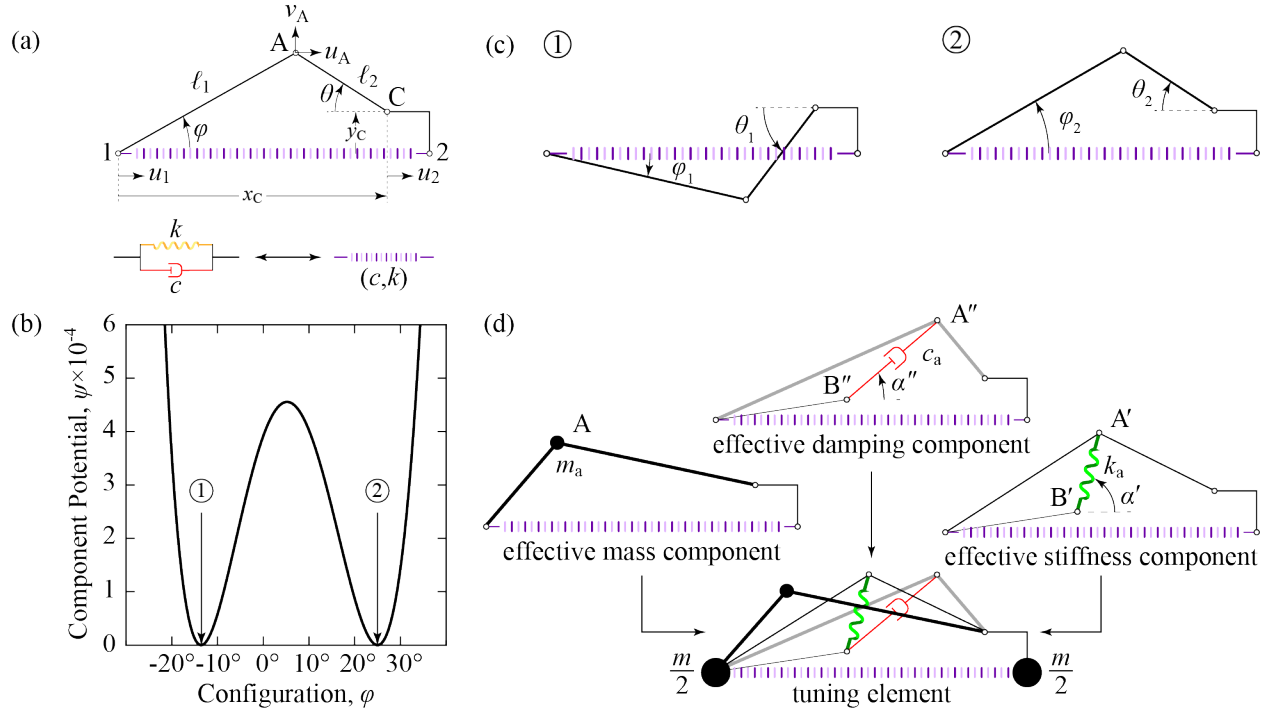 (a)
v_A
A
u_A
ℓ_1
ℓ_2
θ
C
φ
y_C
1
2
u_1
u_2
x_C
k
c
(c,k)
(b)
Component Potential, ψ×10⁻⁴
6
5
4
3
2
1
0
①
②
-20° -10° 0° 10° 20° 30°
Configuration, φ
(c)
①
②
θ_1
φ_1
θ_2
φ_2
(d)
A″
c_a
B″
α″
effective damping component
A
m_a
effective mass component
A′
k_a
B′
α′
effective stiffness component
m/2
m/2
tuning element